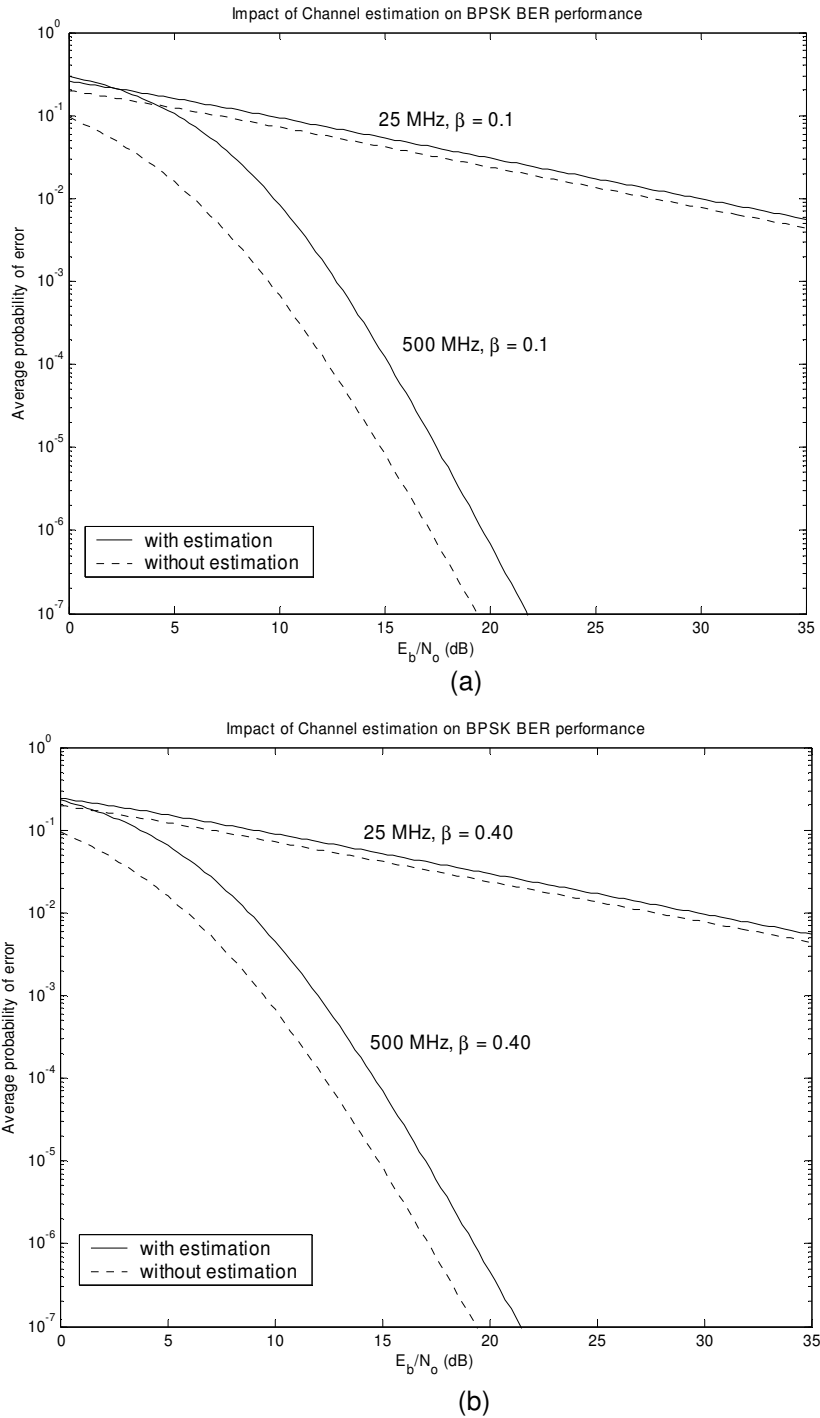 Impact of Channel estimation on BPSK BER performance
10^0
10^-1
10^-2
10^-3
10^-4
10^-5
10^-6
10^-7
Average probability of error
25 MHz, β = 0.1
500 MHz, β = 0.1
with estimation
without estimation
0 5 10 15 20 25 30 35
E_b/N_o (dB)
(a)
Impact of Channel estimation on BPSK BER performance
10^0
10^-1
10^-2
10^-3
10^-4
10^-5
10^-6
10^-7
Average probability of error
25 MHz, β = 0.40
500 MHz, β = 0.40
with estimation
without estimation
0 5 10 15 20 25 30 35
E_b/N_o (dB)
(b)